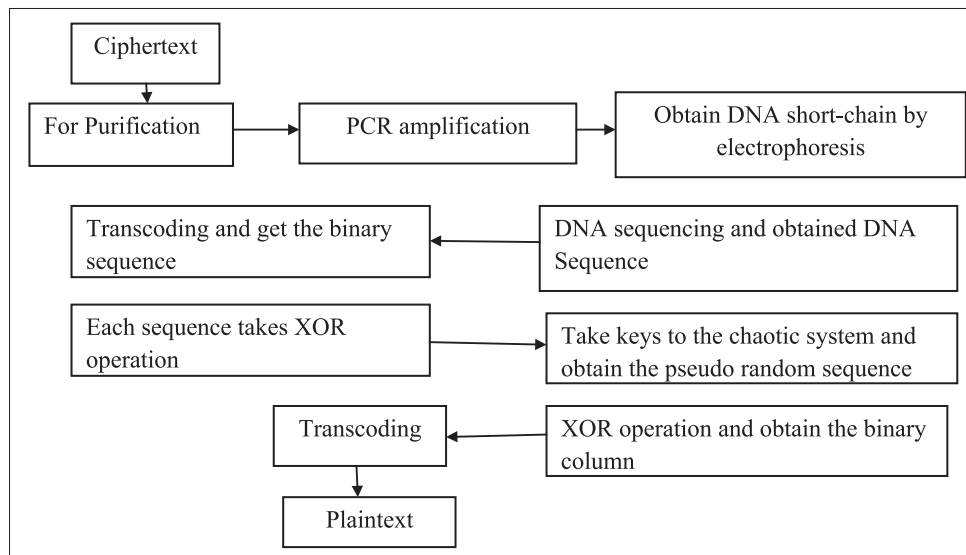 Ciphertext
For Purification
PCR amplification
Obtain DNA short-chain by
electrophoresis
Transcoding and get the binary
sequence
DNA sequencing and obtained DNA
Sequence
Each sequence takes XOR
operation
Take keys to the chaotic system and
obtain the pseudo random sequence
Transcoding
XOR operation and obtain the binary
column
Plaintext